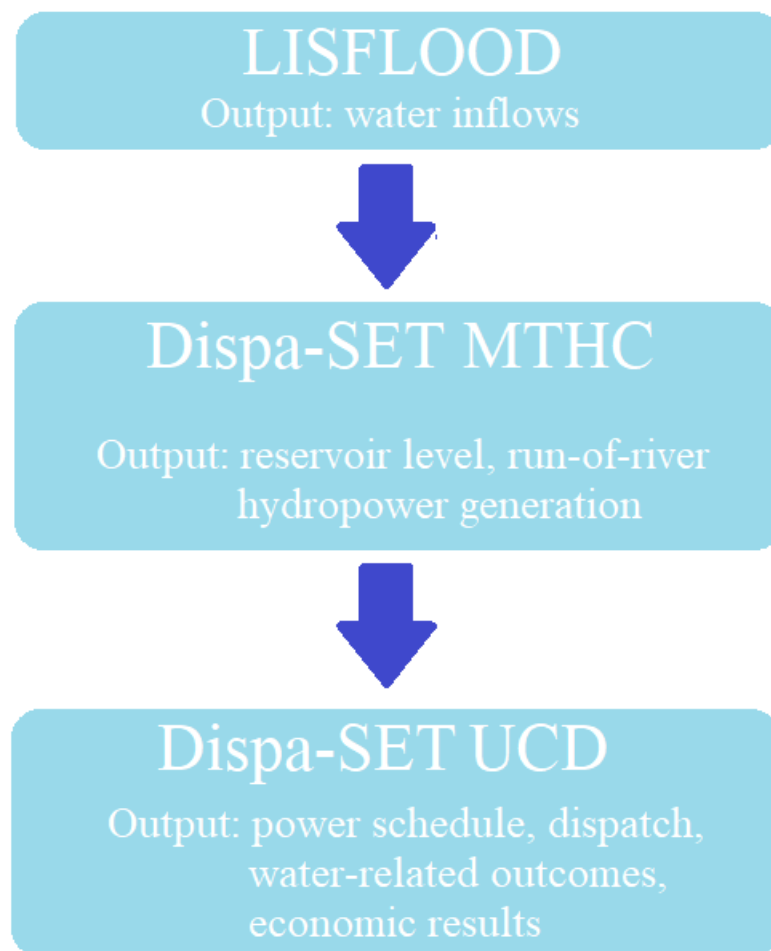 LISFLOOD
Output: water inflows
Dispa-SET MTHC
Output: reservoir level, run-of-river
hydropower generation
Dispa-SET UCD
Output: power schedule, dispatch,
water-related outcomes,
economic results